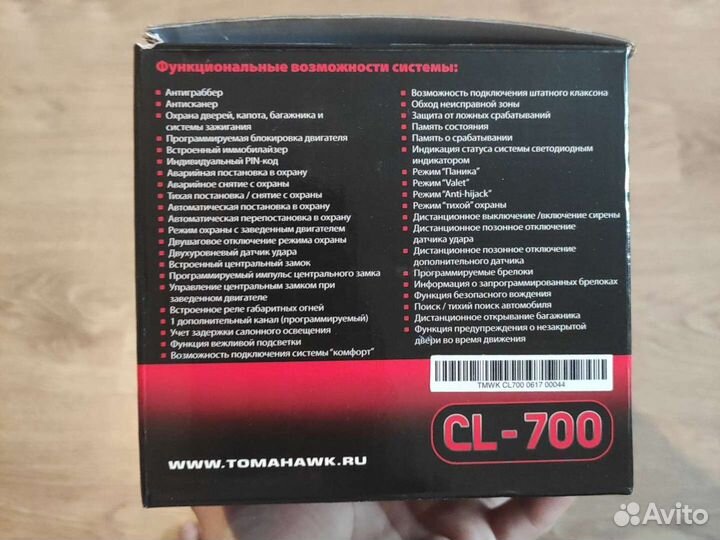 Функциональные возможности системы:
Антиграббер
Антисканер
Охрана дверей, капота, багажника и
системы зажигания
Программируемая блокировка двигателя
Встроенный иммобилайзер
Индивидуальный PIN-код
Аварийная постановка в охрану
Аварийное снятие с охраны
Тихая постановка / снятие с охраны
Автоматическая постановка в охрану
Автоматическая перепостановка в охрану
Режим охраны с заведенным двигателем
Двушаговое отключение режима охраны
Двухуровневый датчик удара
Встроенный центральный замок
Программируемый импульс центрального замка
Управление центральным замком при
заведенном двигателе
Встроенное реле габаритных огней
1 дополнительный канал (программируемый)
Учет задержки салонного освещения
Функция вежливой подсветки
Возможность подключения системы "комфорт"
Возможность подключения штатного клаксона
Обход неисправной зоны
Защита от ложных срабатываний
Память состояния
Память о срабатывании
Индикация статуса системы светодиодным
индикатором
Режим "Паника"
Режим "Valet"
Режим "Anti-hijack"
Режим "тихой" охраны
Дистанционное выключение /включение сирены
Дистанционное позонное отключение
датчика удара
Дистанционное позонное отключение
дополнительного датчика
Программируемые брелоки
Информация о запрограммированных брелоках
Функция безопасного вождения
Поиск / тихий поиск автомобиля
Дистанционное открывание багажника
Функция предупреждения о незакрытой
двери во время движения
TMWK CL700 0617 00044
CL-700
WWW.TOMAHAWK.RU
Avito